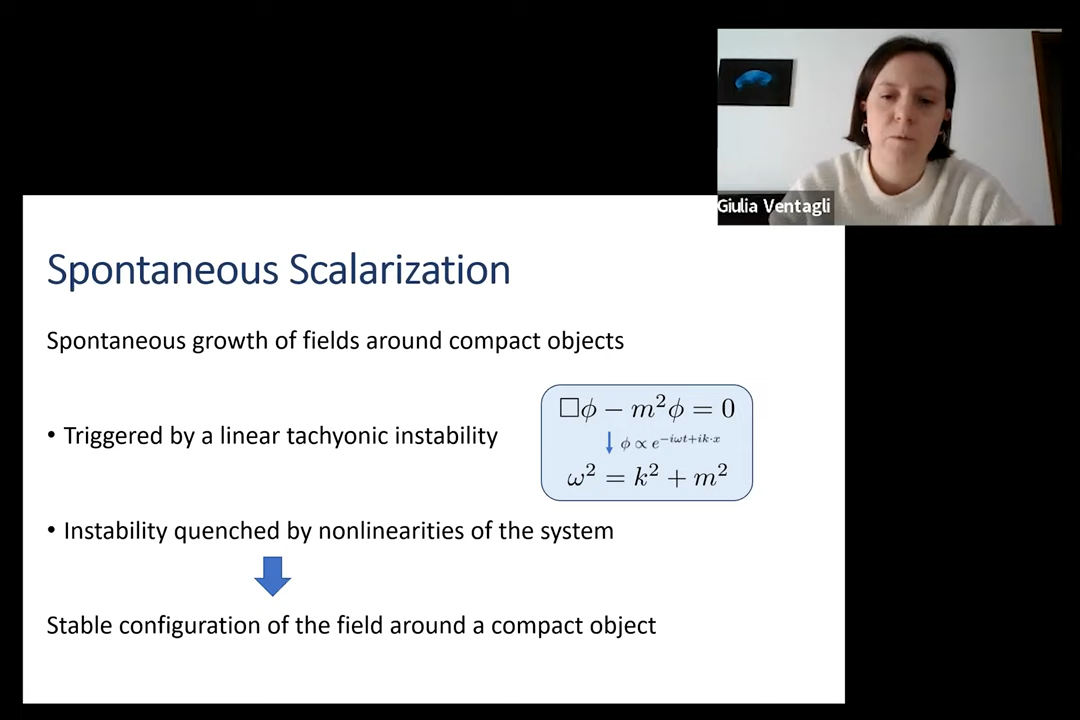 Giulia Ventagli
Spontaneous Scalarization
Spontaneous growth of fields around compact objects
• Triggered by a linear tachyonic instability
□ϕ − m²ϕ = 0
↓ ϕ ∝ e^{−iwt+ik·x}
ω² = k² + m²
• Instability quenched by nonlinearities of the system
Stable configuration of the field around a compact object